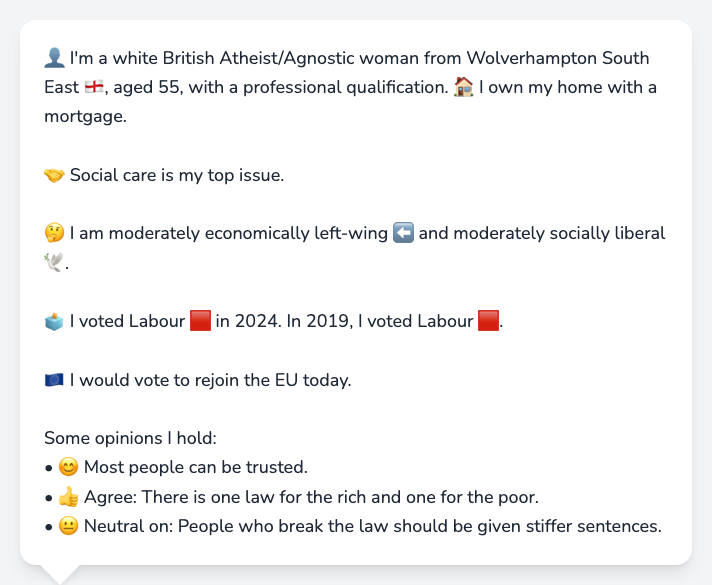 👤 I'm a white British Atheist/Agnostic woman from Wolverhampton South
East 🏴󠁧󠁢󠁥󠁮󠁧󠁿, aged 55, with a professional qualification. 🏠 I own my home with a
mortgage.
🤝 Social care is my top issue.
🤔 I am moderately economically left-wing ⬅️ and moderately socially liberal
🕊️.
🗳️ I voted Labour 🟥 in 2024. In 2019, I voted Labour 🟥.
🇪🇺 I would vote to rejoin the EU today.
Some opinions I hold:
• 😊 Most people can be trusted.
• 👍 Agree: There is one law for the rich and one for the poor.
• 😐 Neutral on: People who break the law should be given stiffer sentences.